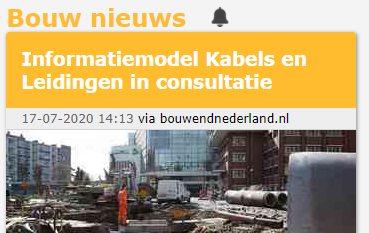 Bouw nieuws
Informatiemodel Kabels en
Leidingen in consultatie
17-07-2020 14:13 via bouwendnederland.nl